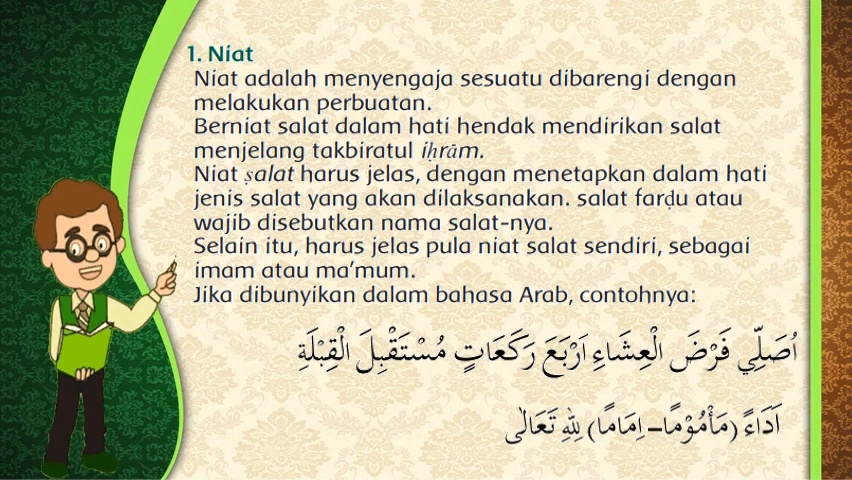 1. Niat
Niat adalah menyengaja sesuatu dibarengi dengan
melakukan perbuatan.
Berniat salat dalam hati hendak mendirikan salat
menjelang takbiratul iḥrām.
Niat ṣalat harus jelas, dengan menetapkan dalam hati
jenis salat yang akan dilaksanakan. salat farḍu atau
wajib disebutkan nama salat-nya.
Selain itu, harus jelas pula niat salat sendiri, sebagai
imam atau ma’mum.
Jika dibunyikan dalam bahasa Arab, contohnya:
اُصَلِّيْ فَرْضَ الْعِشَاءِ اَرْبَعَ رَكَعَاتٍ مُسْتَقْبِلَ الْقِبْلَةِ
اَدَاءً (مَأْمُوْمًا– اِمَامًا) لِلّٰهِ تَعَالٰى